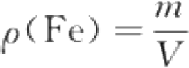 ρ(Fe) = m/V